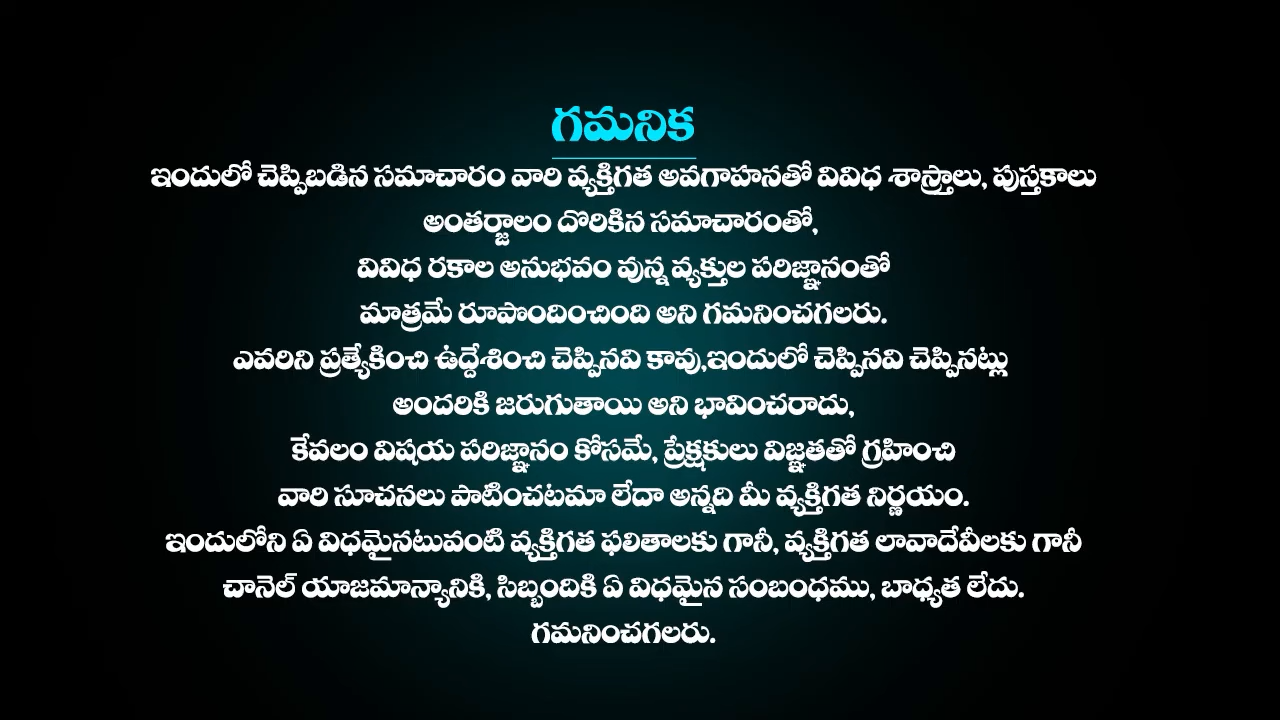 గమనిక
ఇందులో చెప్పిబడిన సమాచారం వారి వ్యక్తిగత అవగాహనతో వివిధ శాస్త్రాలు, పుస్తకాలు
అంతర్జాలం దొరికిన సమాచారంతో,
వివిధ రకాల అనుభవం వున్న వ్యక్తుల పరిజ్ఞానంతో
మాత్రమే రూపొందించింది అని గమనించగలరు.
ఎవరిని ప్రత్యేకించి ఉద్దేశించి చెప్పినవి కావు,ఇందులో చెప్పినవి చెప్పినట్లు
అందరికి జరుగుతాయి అని భావించరాదు,
కేవలం విషయ పరిజ్ఞానం కోసమే, ప్రేక్షకులు విజ్ఞతతో గ్రహించి
వారి సూచనలు పాటించటమా లేదా అన్నది మీ వ్యక్తిగత నిర్ణయం.
ఇందులోని ఏ విధమైనటువంటి వ్యక్తిగత ఫలితాలకు గానీ, వ్యక్తిగత లావాదేవీలకు గానీ
చానెల్ యాజమాన్యానికి, సిబ్బందికి ఏ విధమైన సంబంధము, బాధ్యత లేదు.
గమనించగలరు.